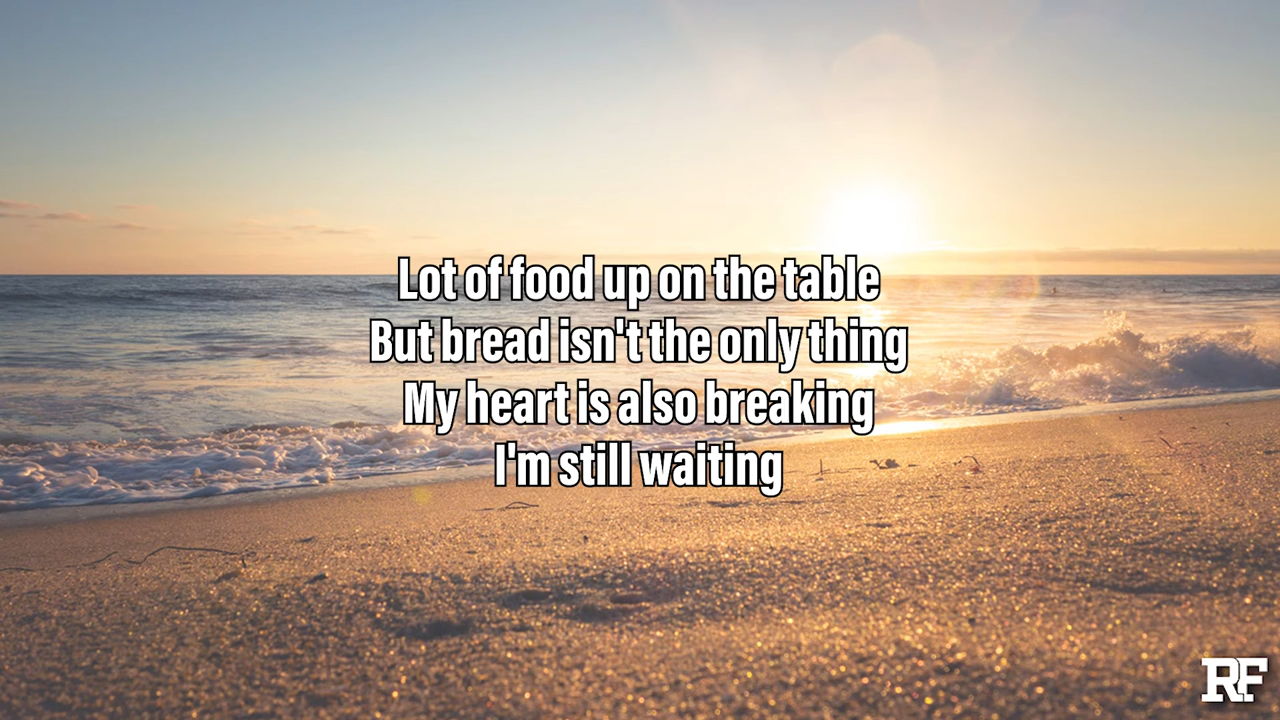 Lot of food up on the table
But bread isn't the only thing
My heart is also breaking
I'm still waiting
RF